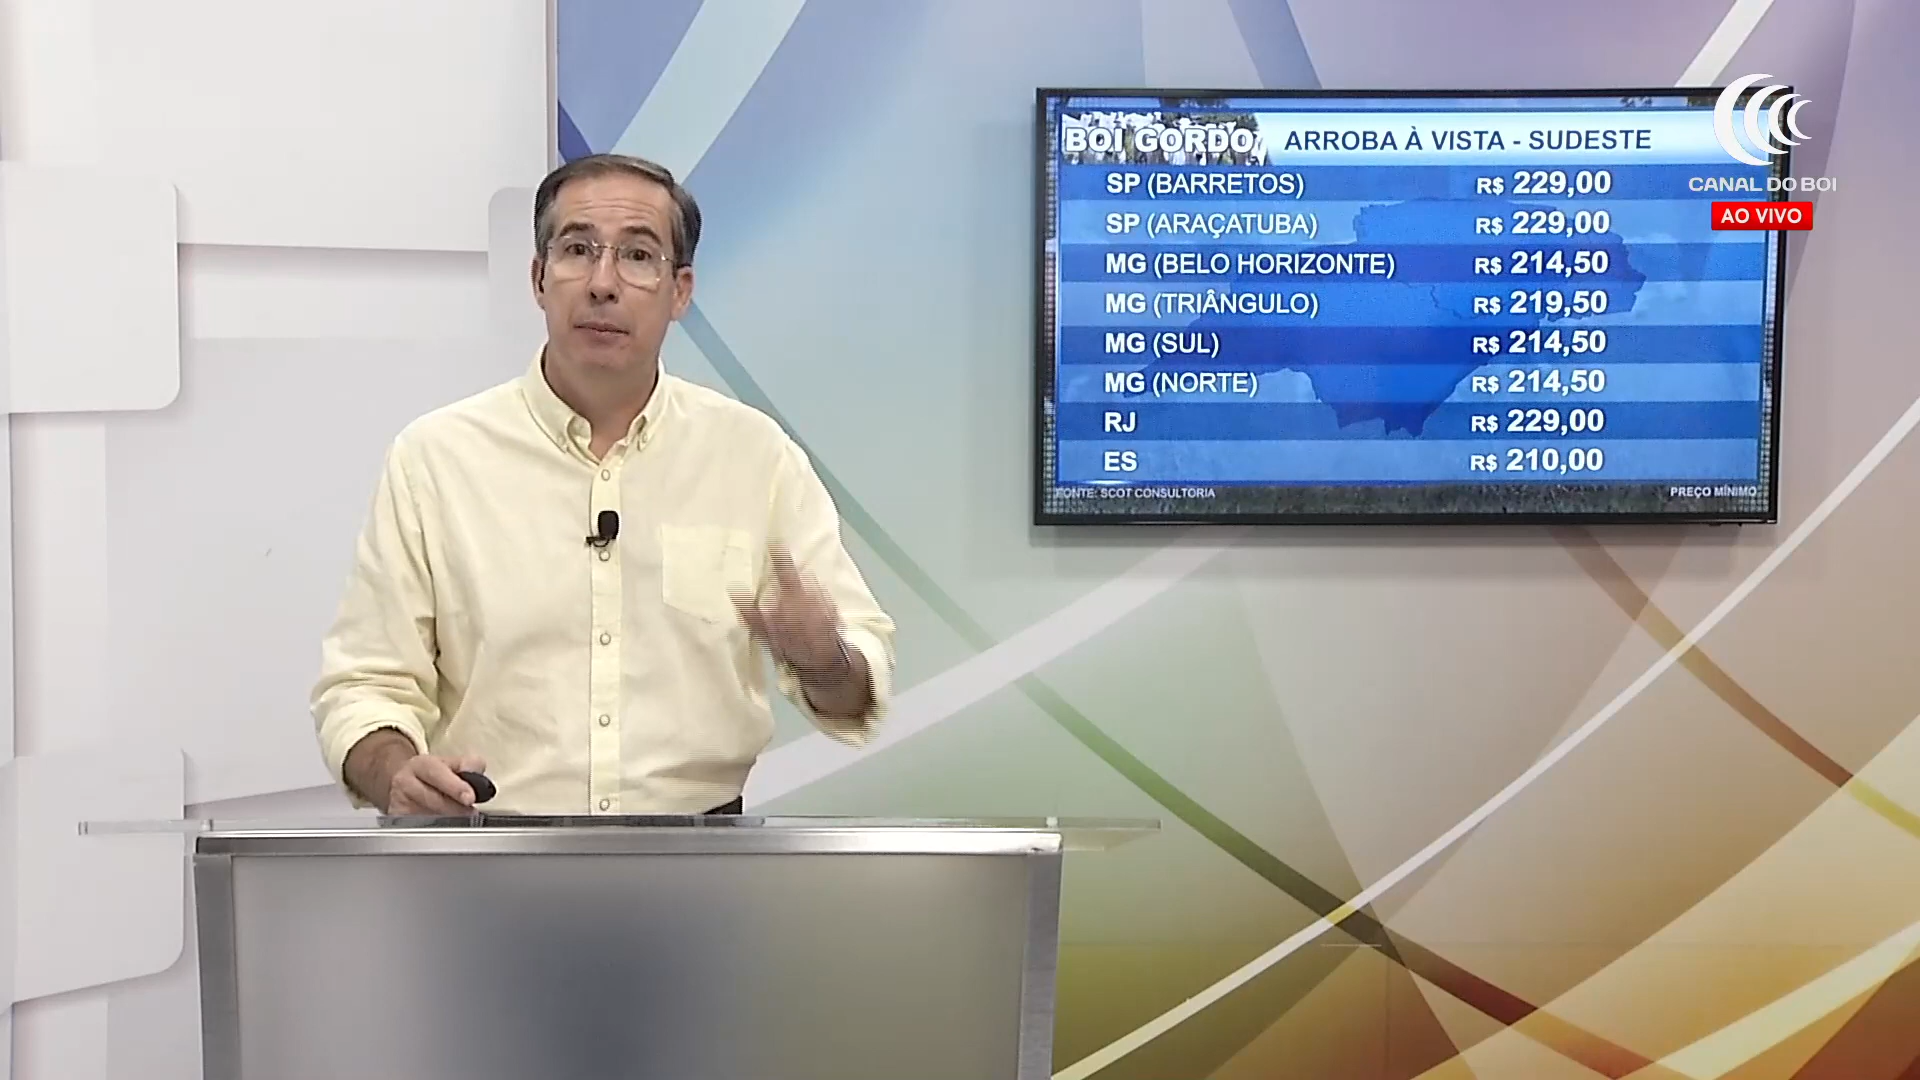 BOI GORDO ARROBA À VISTA - SUDESTE
SP (BARRETOS) R$ 229,00
SP (ARAÇATUBA) R$ 229,00
MG (BELO HORIZONTE) R$ 214,50
MG (TRIÂNGULO) R$ 219,50
MG (SUL) R$ 214,50
MG (NORTE) R$ 214,50
RJ R$ 229,00
ES R$ 210,00
FONTE: SCOT CONSULTORIA PREÇO MÍNIMO
CANAL DO BOI
AO VIVO